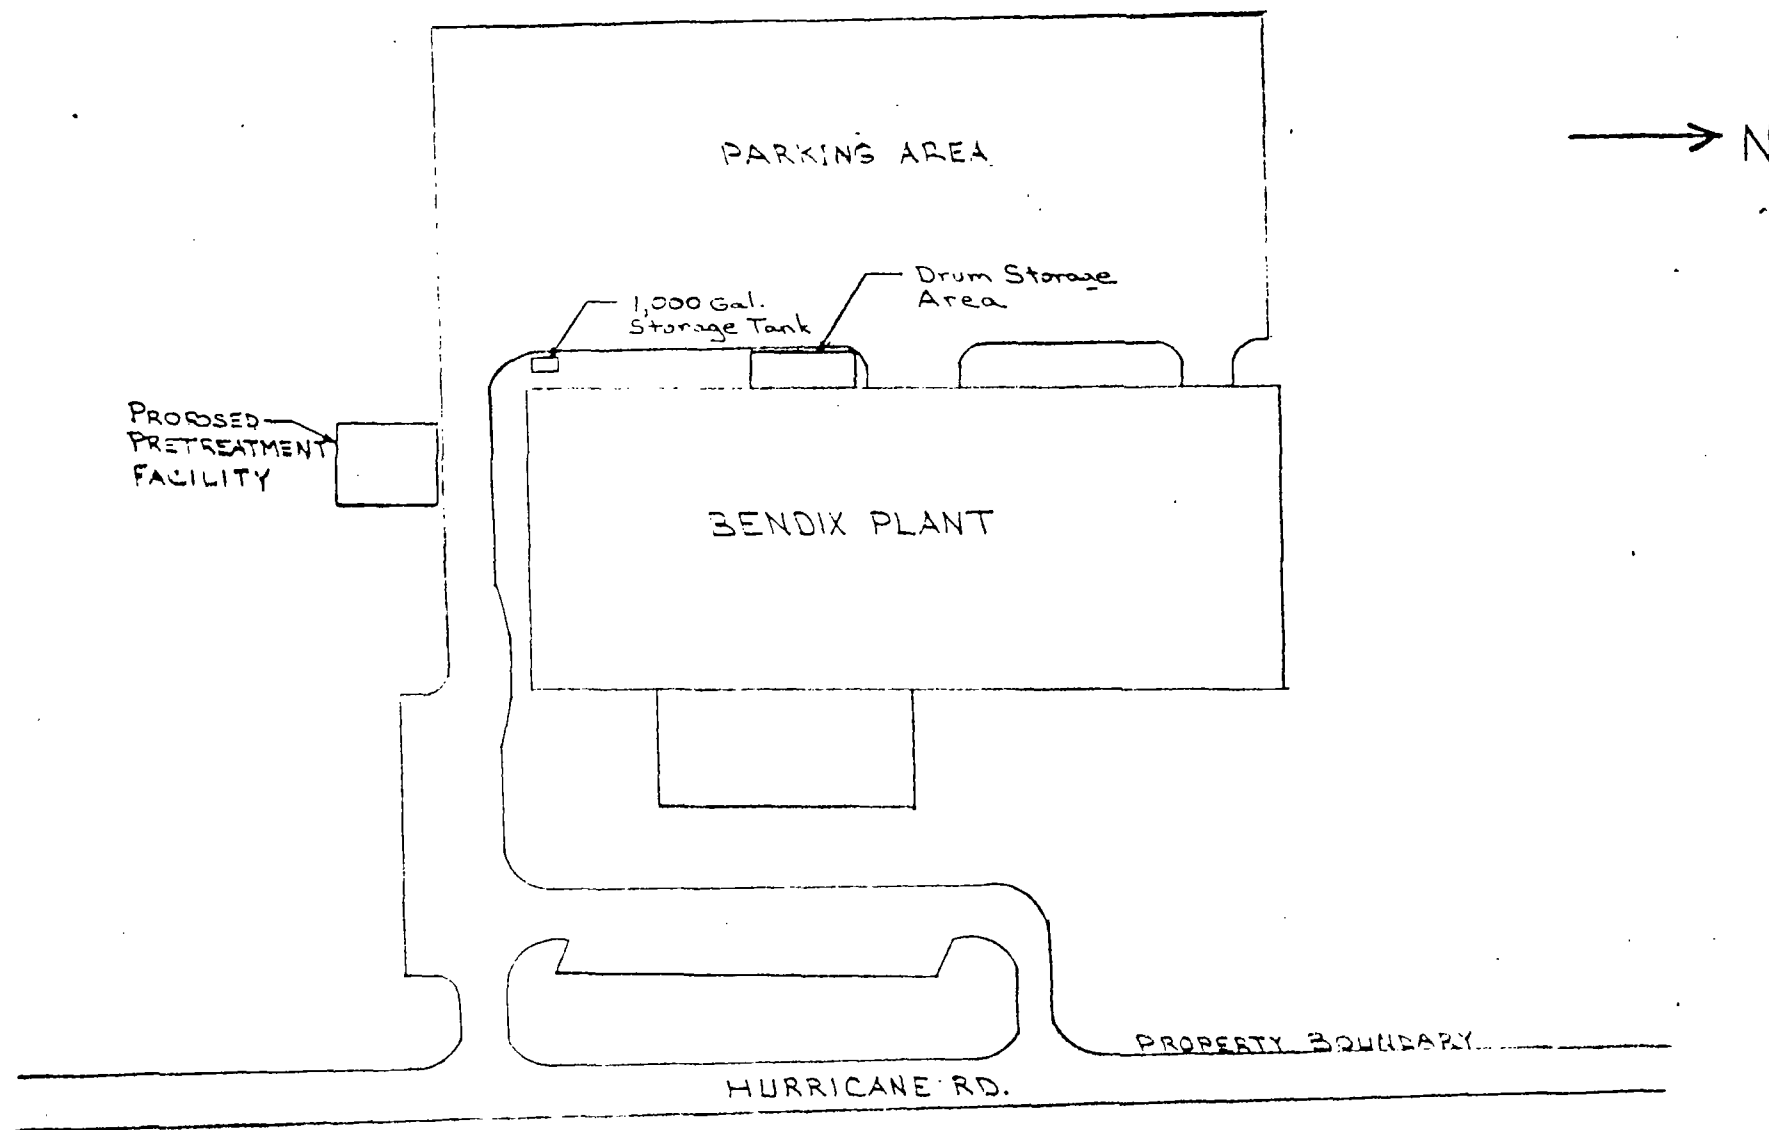 PARKING AREA
N
Drum Storage
Area
1,000 Gal.
Storage Tank
PROPOSED
PRETREATMENT
FACILITY
BENDIX PLANT
PROPERTY BOUNDARY
HURRICANE RD.